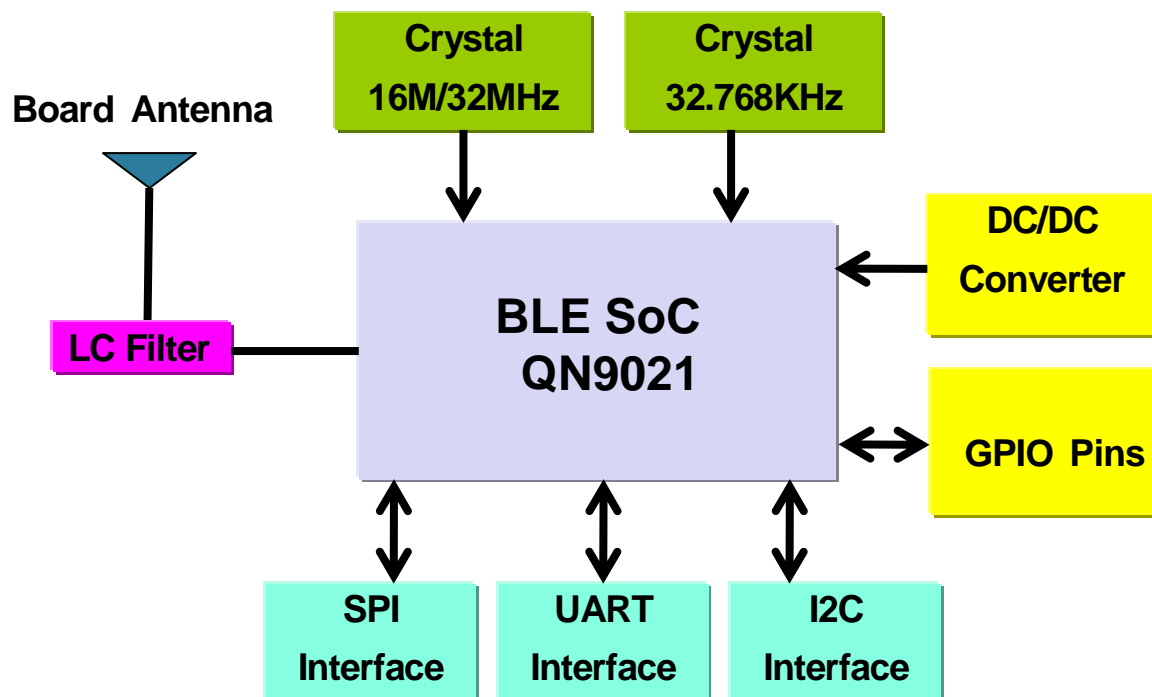 Crystal
16M/32MHz
Crystal
32.768KHz
Board Antenna
DC/DC
Converter
LC Filter
BLE SoC
QN9021
GPIO Pins
SPI
Interface
UART
Interface
I2C
Interface